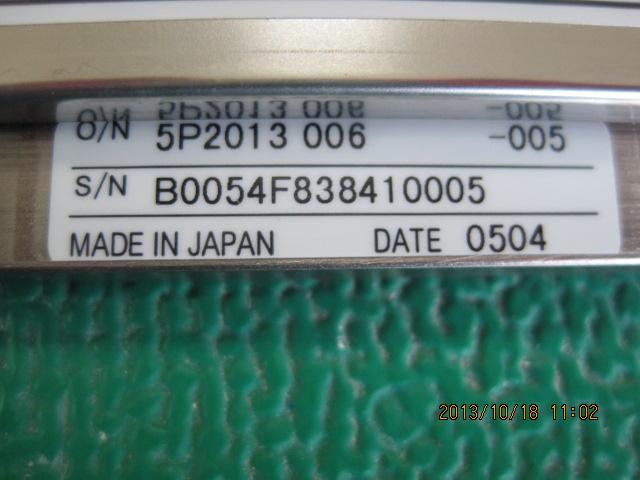 O/N 5P2013 006 -005
S/N B0054F838410005
MADE IN JAPAN DATE 0504
2013/10/18 11:02